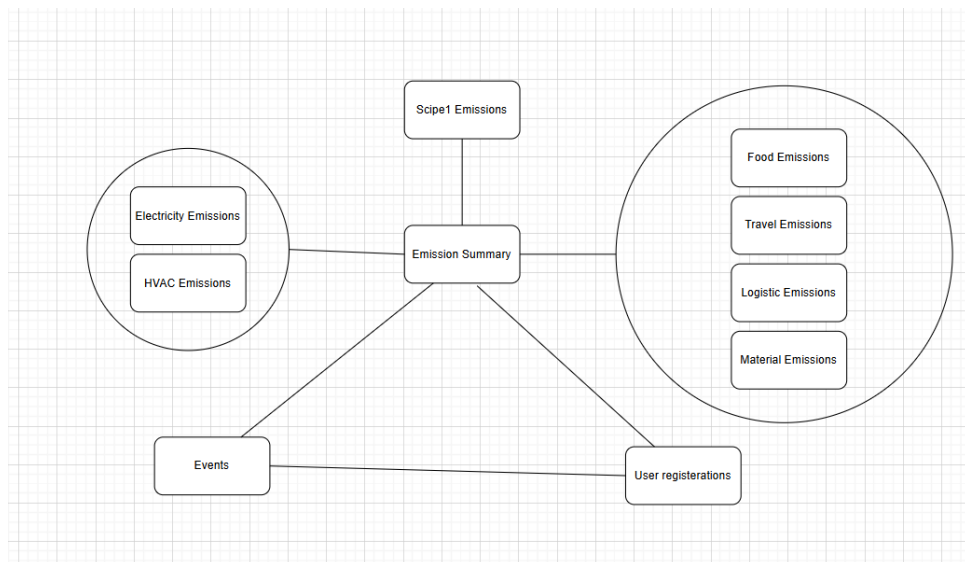 Scipe1 Emissions
Food Emissions
Electricity Emissions
Travel Emissions
Emission Summary
HVAC Emissions
Logistic Emissions
Material Emissions
Events
User registerations